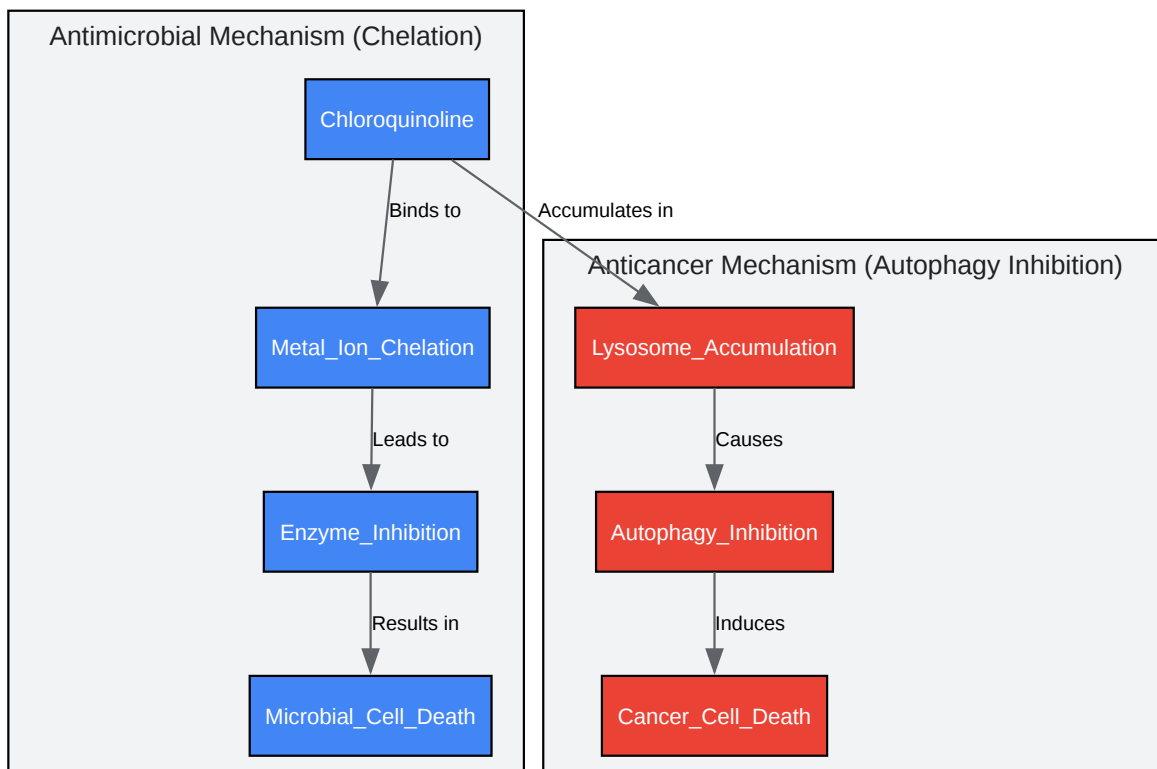 Antimicrobial Mechanism (Chelation)
Chloroquinoline
Binds to
Accumulates in
Anticancer Mechanism (Autophagy Inhibition)
Metal_Ion_Chelation
Lysosome_Accumulation
Leads to
Causes
Enzyme_Inhibition
Autophagy_Inhibition
Results in
Induces
Microbial_Cell_Death
Cancer_Cell_Death